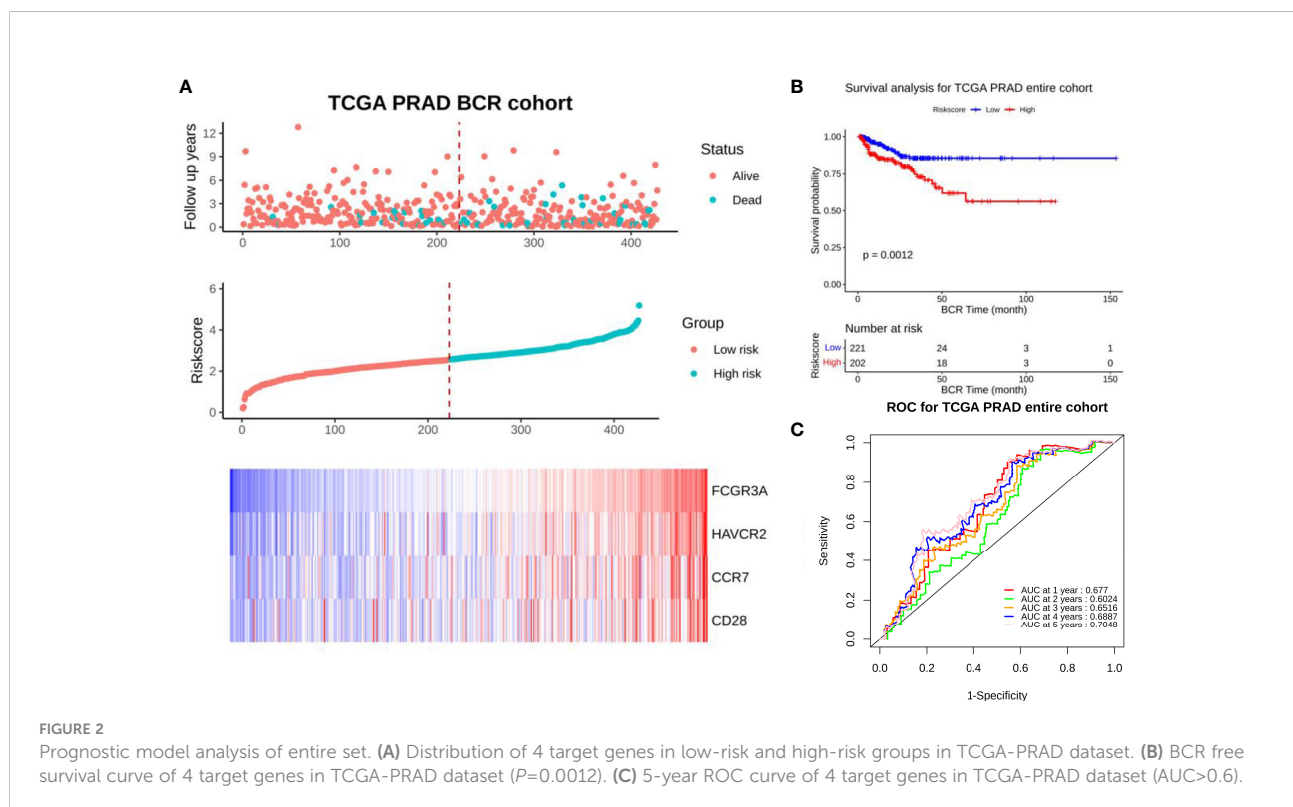 A
TCGA PRAD BCR cohort
Follow up years
12
9
6
3
0
0
100
200
300
400
Status
Alive
Dead
Riskscore
6
4
2
0
0
100
200
300
400
Group
Low risk
High risk
FCGR3A
HAVCR2
CCR7
CD28
B
Survival analysis for TCGA PRAD entire cohort
Riskscore Low High
Survival probability
1.00
0.75
0.50
0.25
0.00
p = 0.0012
0 50 100 150
BCR Time (month)
Number at risk
Riskscore
Low 221 24 3 1
High 202 18 3 0
0 50 100 150
BCR Time (month)
C
ROC for TCGA PRAD entire cohort
Sensitivity
1.0
0.8
0.6
0.4
0.2
0.0
AUC at 1 year : 0.677
AUC at 2 years : 0.6024
AUC at 3 years : 0.6516
AUC at 4 years : 0.6887
AUC at 5 years : 0.7048
0.0 0.2 0.4 0.6 0.8 1.0
1-Specificity
FIGURE 2
Prognostic model analysis of entire set. (A) Distribution of 4 target genes in low-risk and high-risk groups in TCGA-PRAD dataset. (B) BCR free
survival curve of 4 target genes in TCGA-PRAD dataset (P=0.0012). (C) 5-year ROC curve of 4 target genes in TCGA-PRAD dataset (AUC>0.6).